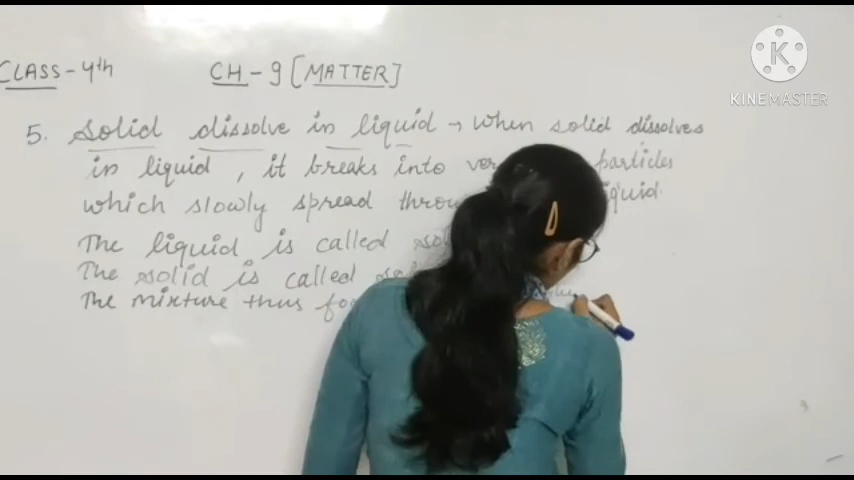 CLASS-4th
CH-9 [MATTER]
KINEMASTER
5. Solid dissolve in liquid → When solid dissolves
in liquid, it breaks into particles
which slowly spread
The liquid is called
The solid is called
The mixture thus